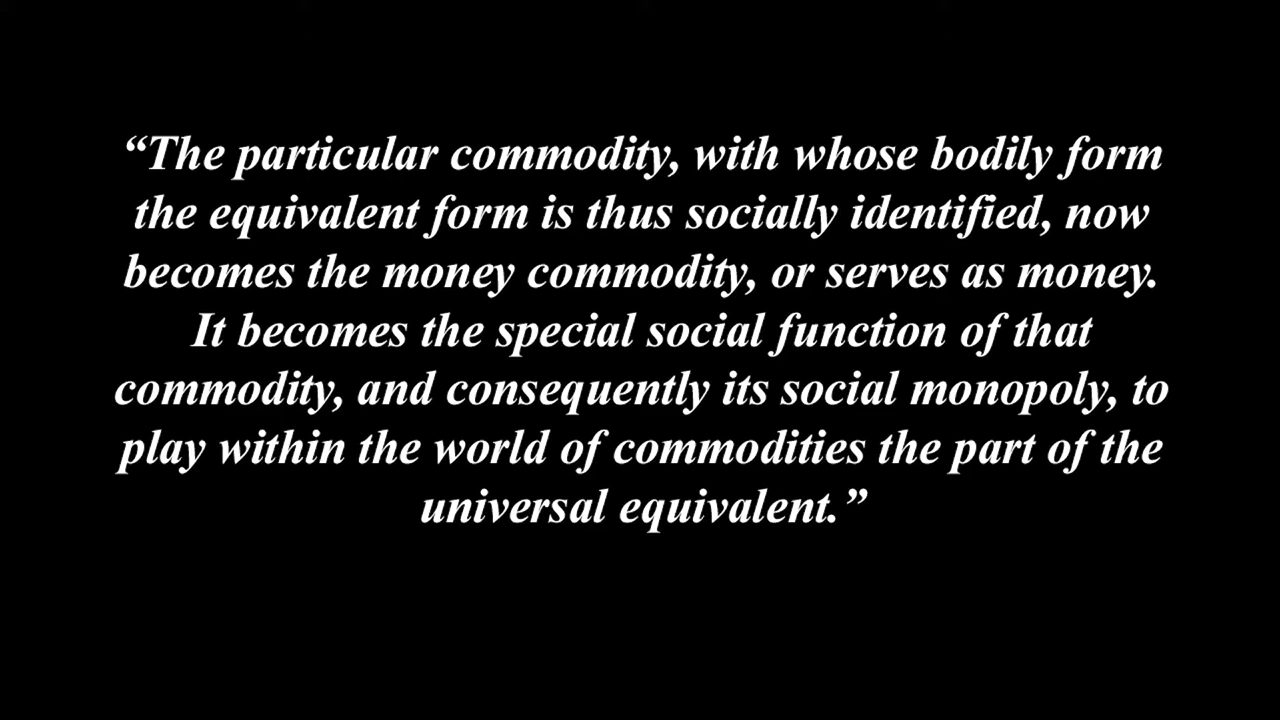 “The particular commodity, with whose bodily form
the equivalent form is thus socially identified, now
becomes the money commodity, or serves as money.
It becomes the special social function of that
commodity, and consequently its social monopoly, to
play within the world of commodities the part of the
universal equivalent.”